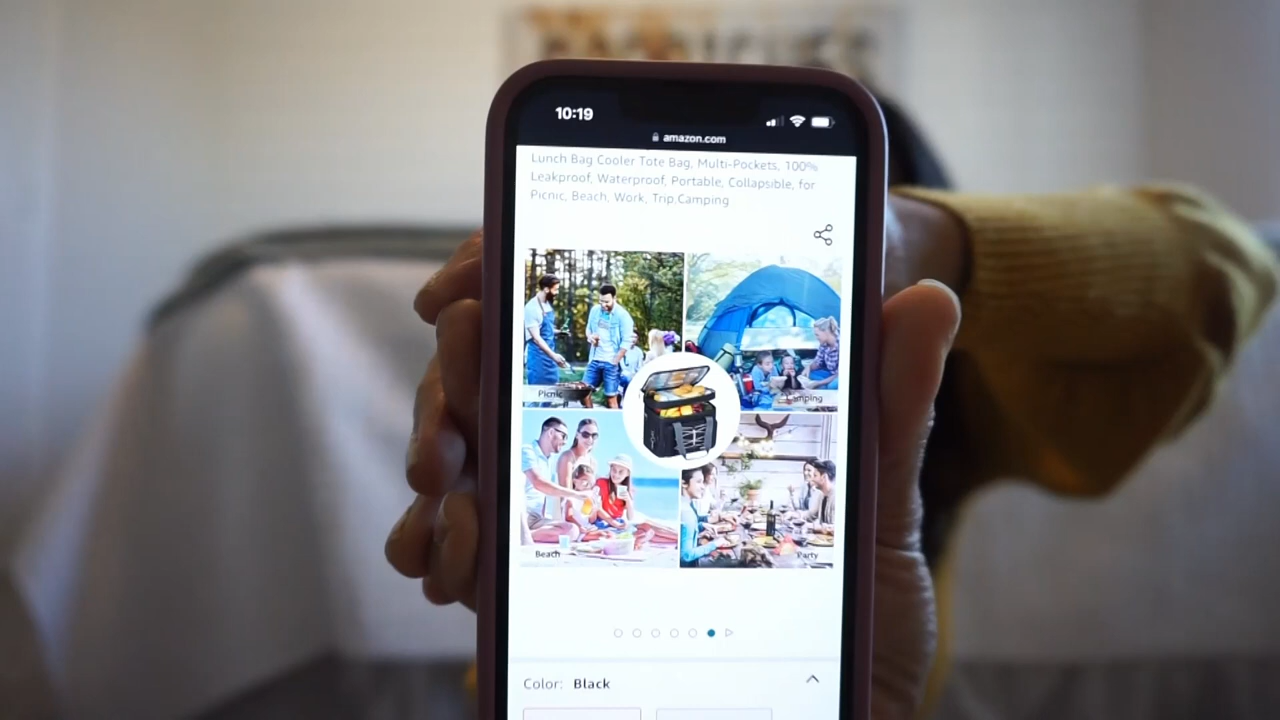 10:19
amazon.com
Lunch Bag Cooler Tote Bag, Multi-Pockets, 100%
Leakproof, Waterproof, Portable, Collapsible, for
Picnic, Beach, Work, Trip,Camping
Picnic
Camping
Beach
Party
Color: Black